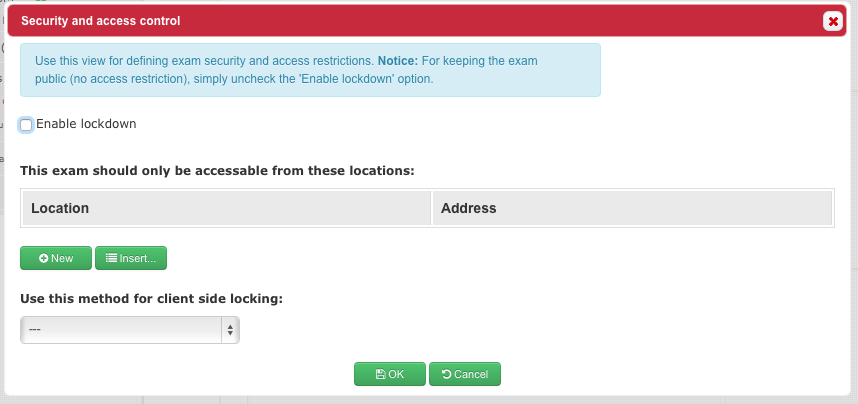 Security and access control
Use this view for defining exam security and access restrictions. Notice: For keeping the exam
public (no access restriction), simply uncheck the 'Enable lockdown' option.
Enable lockdown
This exam should only be accessable from these locations:
Location Address
New Insert...
Use this method for client side locking:
---
OK Cancel